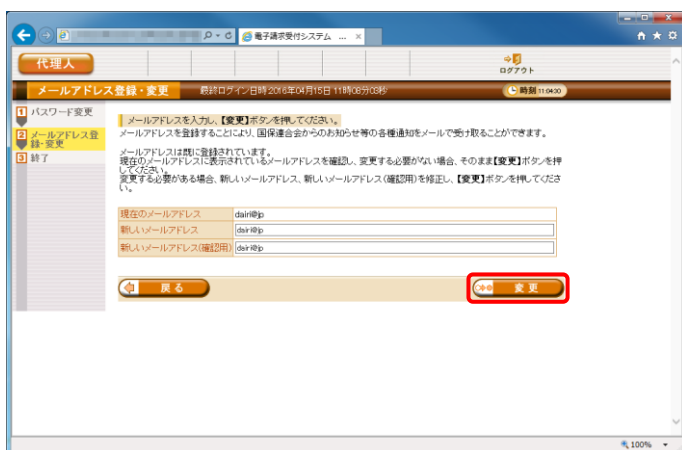 電子請求受付システム ...
代理人
ログアウト
メールアドレス登録・変更 最終ログイン日時:2016年04月15日 11時08分03秒
時刻 11:04:30
1 パスワード変更
2 メールアドレス登録・変更
3 終了
メールアドレスを入力し、【変更】ボタンを押してください。
メールアドレスを登録することにより、国保連合会からのお知らせ等の各種通知をメールで受け取ることができます。
メールアドレスは既に登録されています。
現在のメールアドレスに表示されているメールアドレスを確認し、変更する必要がない場合、そのまま【変更】ボタンを押
してください。
変更する必要がある場合、新しいメールアドレス、新しいメールアドレス(確認用)を修正し、【変更】ボタンを押してくださ
い。
現在のメールアドレス dairi@jp
新しいメールアドレス dairi@jp
新しいメールアドレス(確認用) dairi@jp
戻る
変更
100%